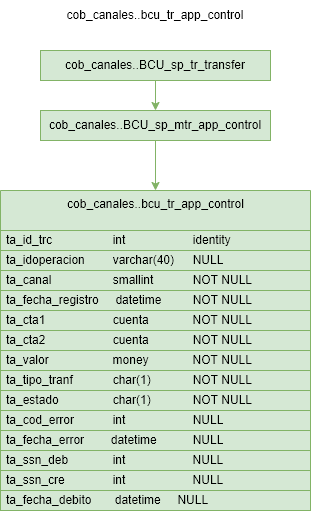 cob_canales..bcu_tr_app_control
cob_canales..BCU_sp_tr_transfer
cob_canales..BCU_sp_mtr_app_control
cob_canales..bcu_tr_app_control
ta_id_trc int identity
ta_idoperacion varchar(40) NULL
ta_canal smallint NOT NULL
ta_fecha_registro datetime NOT NULL
ta_cta1 cuenta NOT NULL
ta_cta2 cuenta NOT NULL
ta_valor money NOT NULL
ta_tipo_tranf char(1) NOT NULL
ta_estado char(1) NOT NULL
ta_cod_error int NULL
ta_fecha_error datetime NULL
ta_ssn_deb int NULL
ta_ssn_cre int NULL
ta_fecha_debito datetime NULL